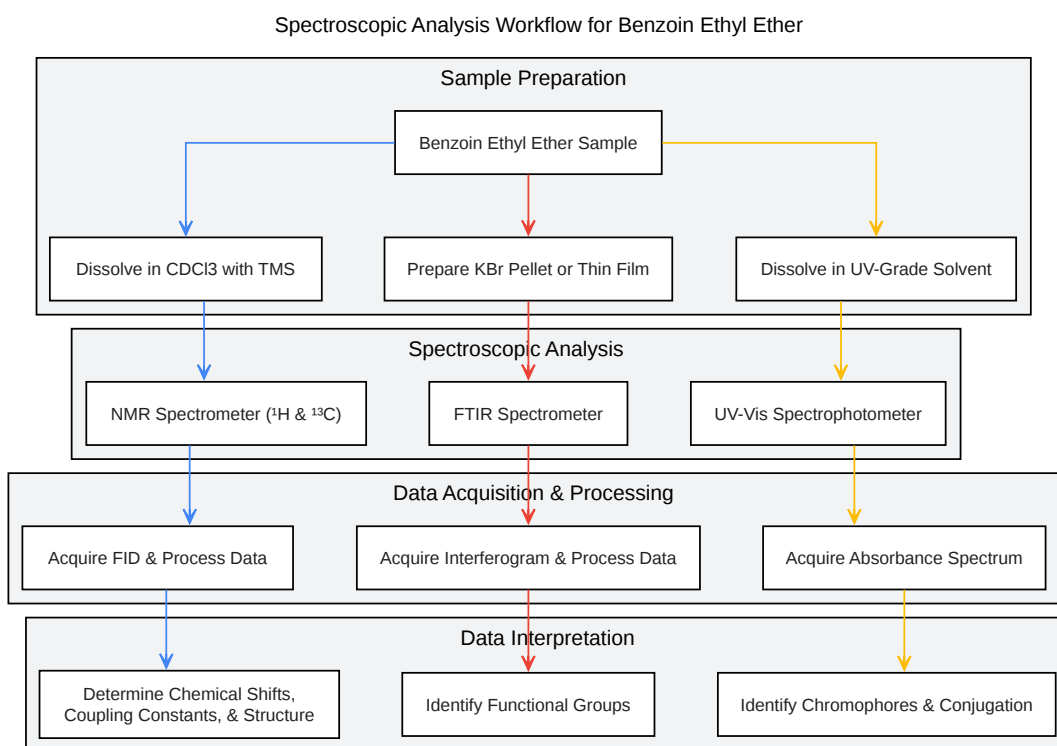 Spectroscopic Analysis Workflow for Benzoin Ethyl Ether
Sample Preparation
Benzoin Ethyl Ether Sample
Dissolve in CDCl3 with TMS
Prepare KBr Pellet or Thin Film
Dissolve in UV-Grade Solvent
Spectroscopic Analysis
NMR Spectrometer (¹H & ¹³C)
FTIR Spectrometer
UV-Vis Spectrophotometer
Data Acquisition & Processing
Acquire FID & Process Data
Acquire Interferogram & Process Data
Acquire Absorbance Spectrum
Data Interpretation
Determine Chemical Shifts,
Coupling Constants, & Structure
Identify Functional Groups
Identify Chromophores & Conjugation